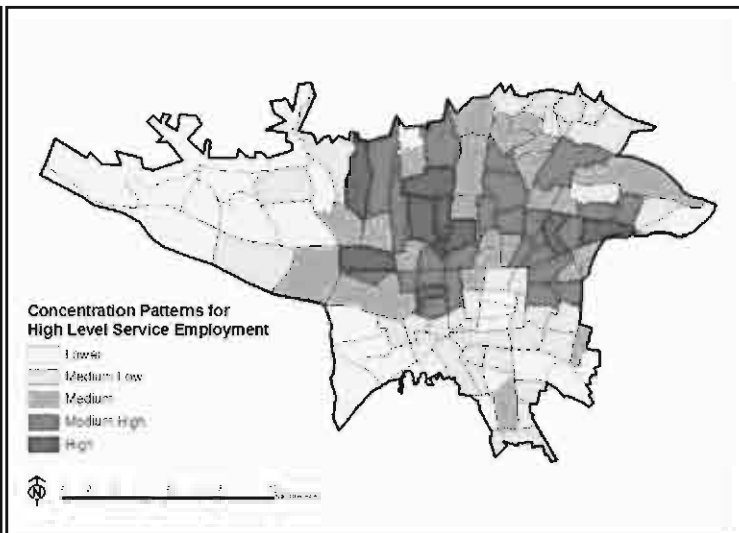 Concentration Patterns for
High Level Service Employment
Lower
Medium Low
Medium
Medium High
High
N